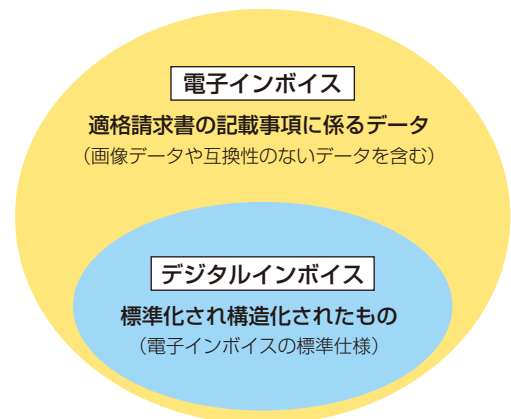 電子インボイス
適格請求書の記載事項に係るデータ
（画像データや互換性のないデータを含む）
デジタルインボイス
標準化され構造化されたもの
（電子インボイスの標準仕様）